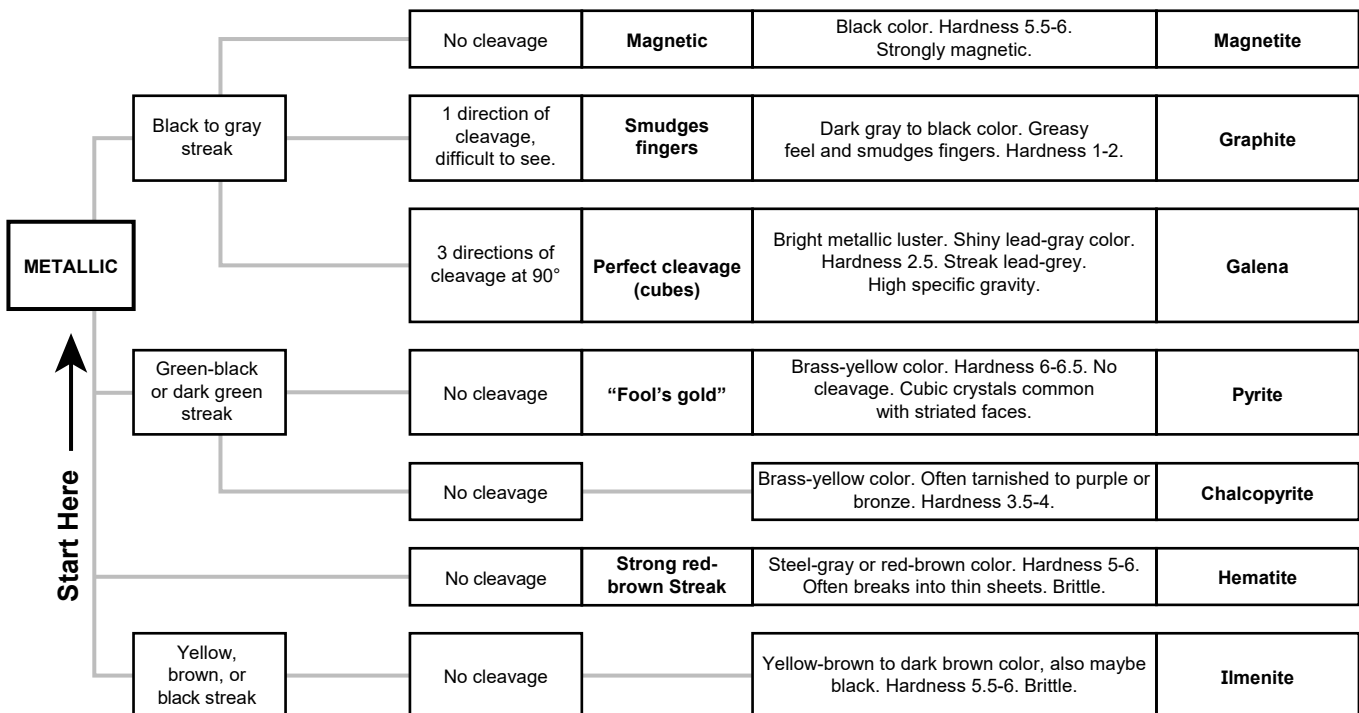 No cleavage
Magnetic
Black color. Hardness 5.5-6.
Strongly magnetic.
Magnetite
Black to gray
streak
1 direction of
cleavage,
difficult to see.
Smudges
fingers
Dark gray to black color. Greasy
feel and smudges fingers. Hardness 1-2.
Graphite
METALLIC
3 directions of
cleavage at 90°
Perfect cleavage
(cubes)
Bright metallic luster. Shiny lead-gray color.
Hardness 2.5. Streak lead-grey.
High specific gravity.
Galena
Start Here
Green-black
or dark green
streak
No cleavage
“Fool's gold”
Brass-yellow color. Hardness 6-6.5. No
cleavage. Cubic crystals common
with striated faces.
Pyrite
No cleavage
Brass-yellow color. Often tarnished to purple or
bronze. Hardness 3.5-4.
Chalcopyrite
No cleavage
Strong red-
brown Streak
Steel-gray or red-brown color. Hardness 5-6.
Often breaks into thin sheets. Brittle.
Hematite
Yellow,
brown, or
black streak
No cleavage
Yellow-brown to dark brown color, also maybe
black. Hardness 5.5-6. Brittle.
Ilmenite